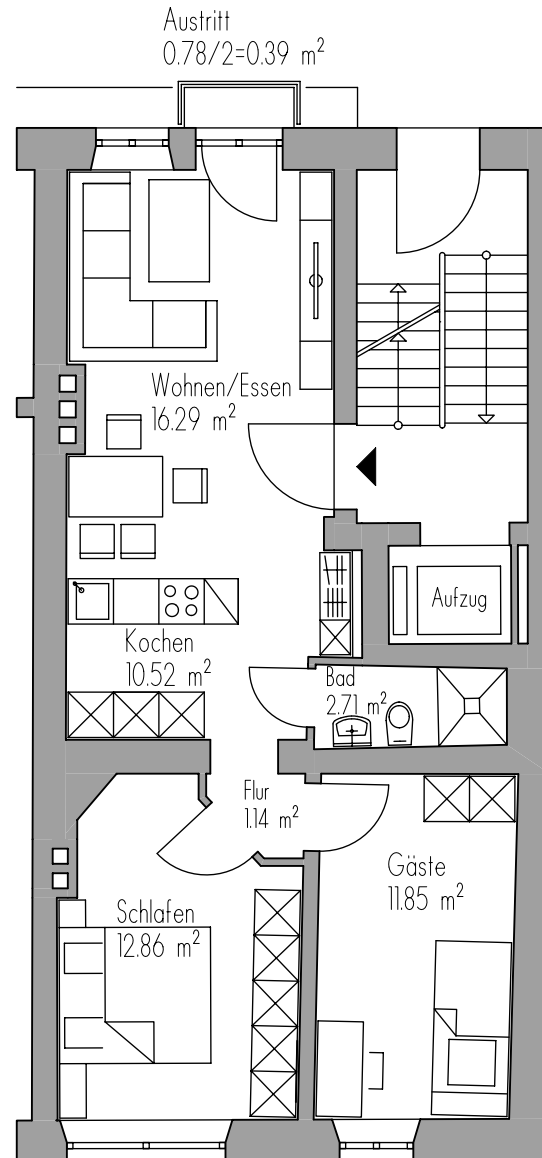 Austritt
0.78/2=0.39 m²
Wohnen/Essen
16.29 m²
Aufzug
Kochen
10.52 m²
Bad
2.71 m²
Flur
1.14 m²
Gäste
11.85 m²
Schlafen
12.86 m²